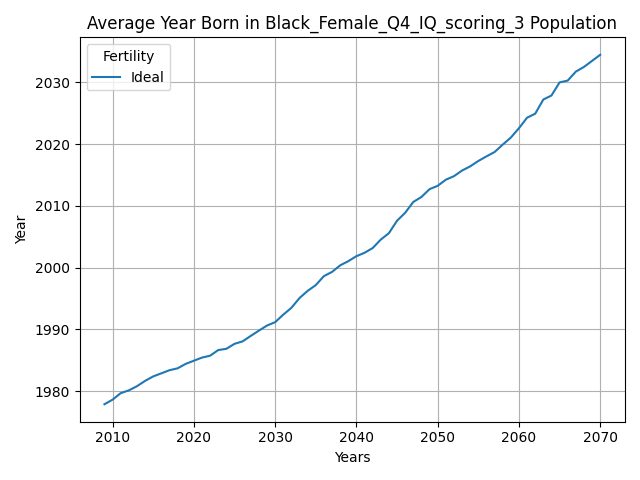 Average Year Born in Black_Female_Q4_IQ_scoring_3 Population
Fertility
Ideal
2030
2020
2010
2000
1990
1980
Year
2010 2020 2030 2040 2050 2060 2070
Years